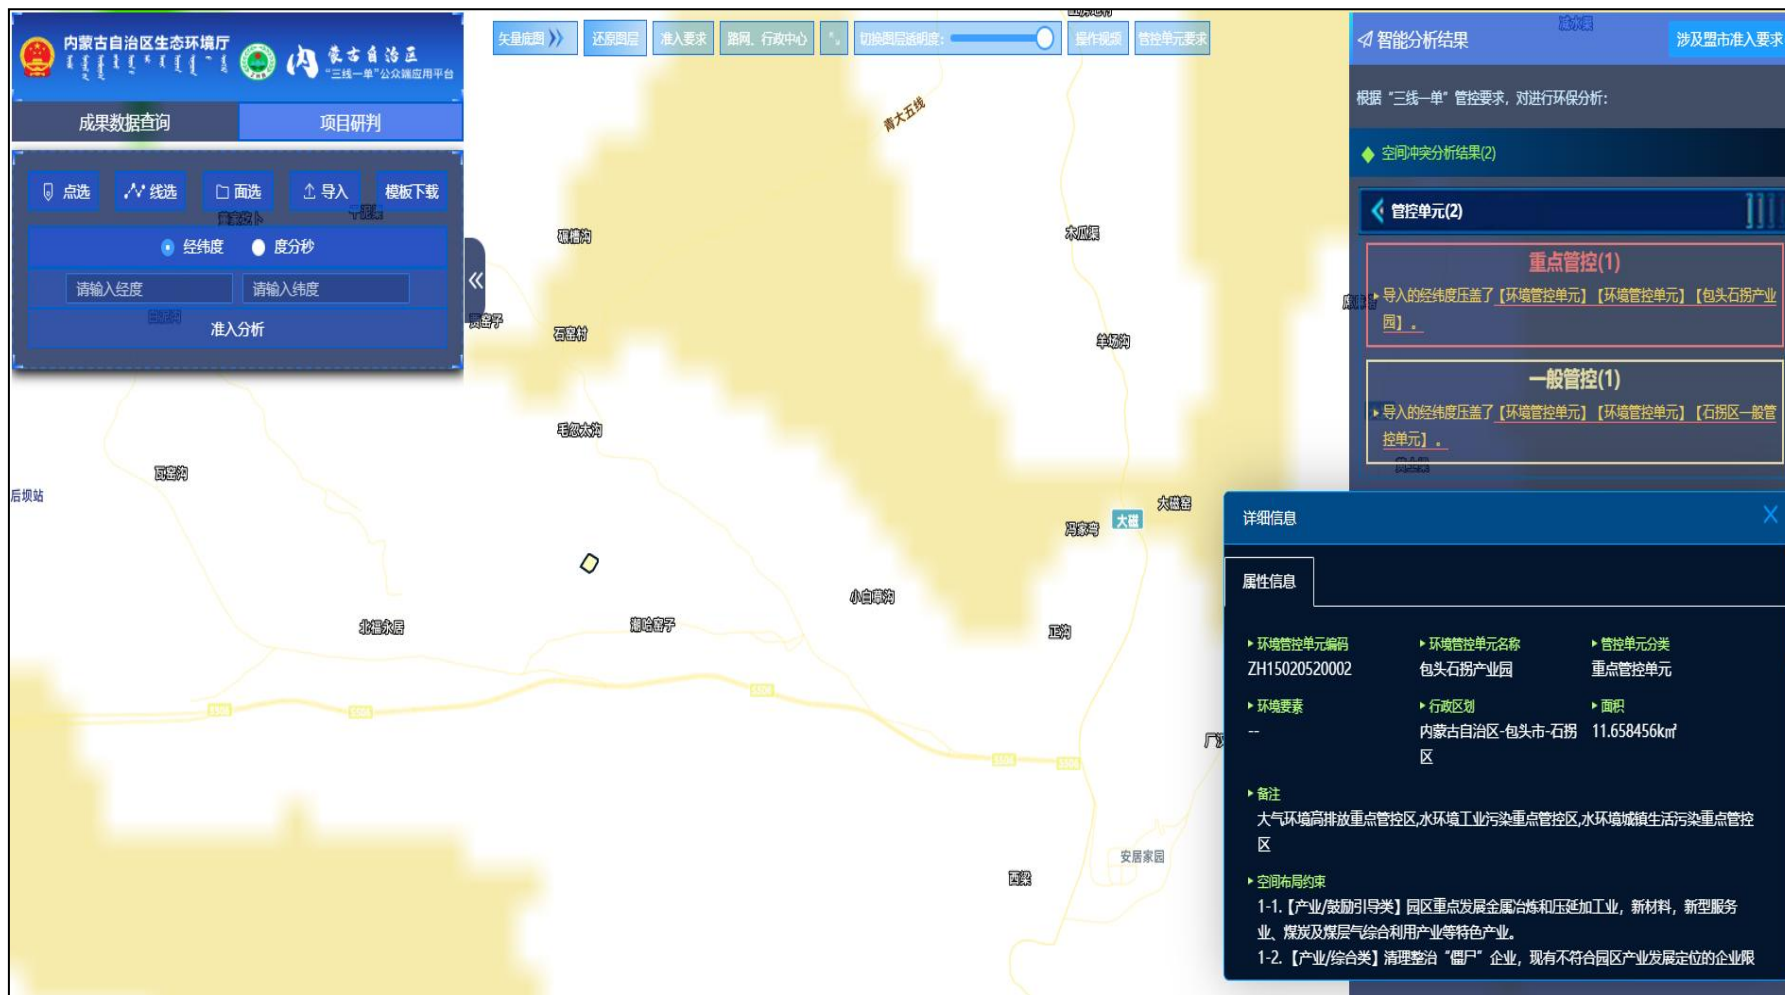 内蒙古自治区生态环境厅
内蒙古自治区
"三线一单"公众端应用平台
成果数据查询
项目研判
点选
线选
面选
导入
模板下载
经纬度
度分秒
请输入经度
请输入纬度
准入分析
矢量底图
还原图层
准入要求
路网、行政中心
切换图层透明度:
操作视频
管控单元要求
青大五线
碾槽沟
木瓜渠
石窑村
羊场沟
毛忽太沟
瓦窑沟
后坝站
大磁窑
大磁
冯家弯
小白草沟
北福永居
潮哈窑子
正沟
S506
S506
S506
S506
S506
安居家园
西梁
智能分析结果
涉及盟市准入要求
根据"三线一单"管控要求，对进行环保分析:
空间冲突分析结果(2)
管控单元(2)
重点管控(1)
导入的经纬度压盖了【环境管控单元】【环境管控单元】【包头石拐产业
园】。
一般管控(1)
导入的经纬度压盖了【环境管控单元】【环境管控单元】【石拐区一般管
控单元】。
详细信息
属性信息
环境管控单元编码
环境管控单元名称
管控单元分类
ZH15020520002
包头石拐产业园
重点管控单元
环境要素
行政区划
面积
--
内蒙古自治区-包头市-石拐
区
11.658456k㎡
备注
大气环境高排放重点管控区,水环境工业污染重点管控区,水环境城镇生活污染重点管控
区
空间布局约束
1-1.【产业/鼓励引导类】园区重点发展金属冶炼和压延加工业，新材料，新型服务
业、煤炭及煤层气综合利用产业等特色产业。
1-2.【产业/综合类】清理整治"僵尸"企业，现有不符合园区产业发展定位的企业限